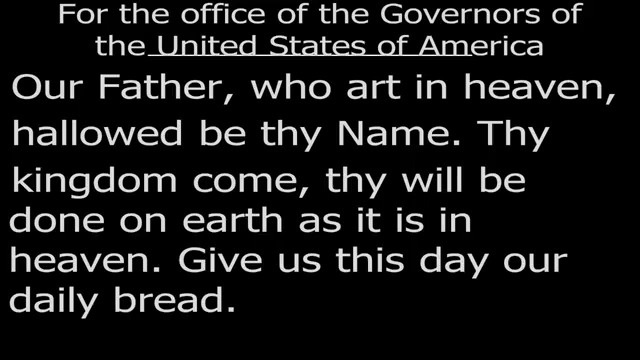 For the office of the Governors of
the United States of America
Our Father, who art in heaven,
hallowed be thy Name. Thy
kingdom come, thy will be
done on earth as it is in
heaven. Give us this day our
daily bread.